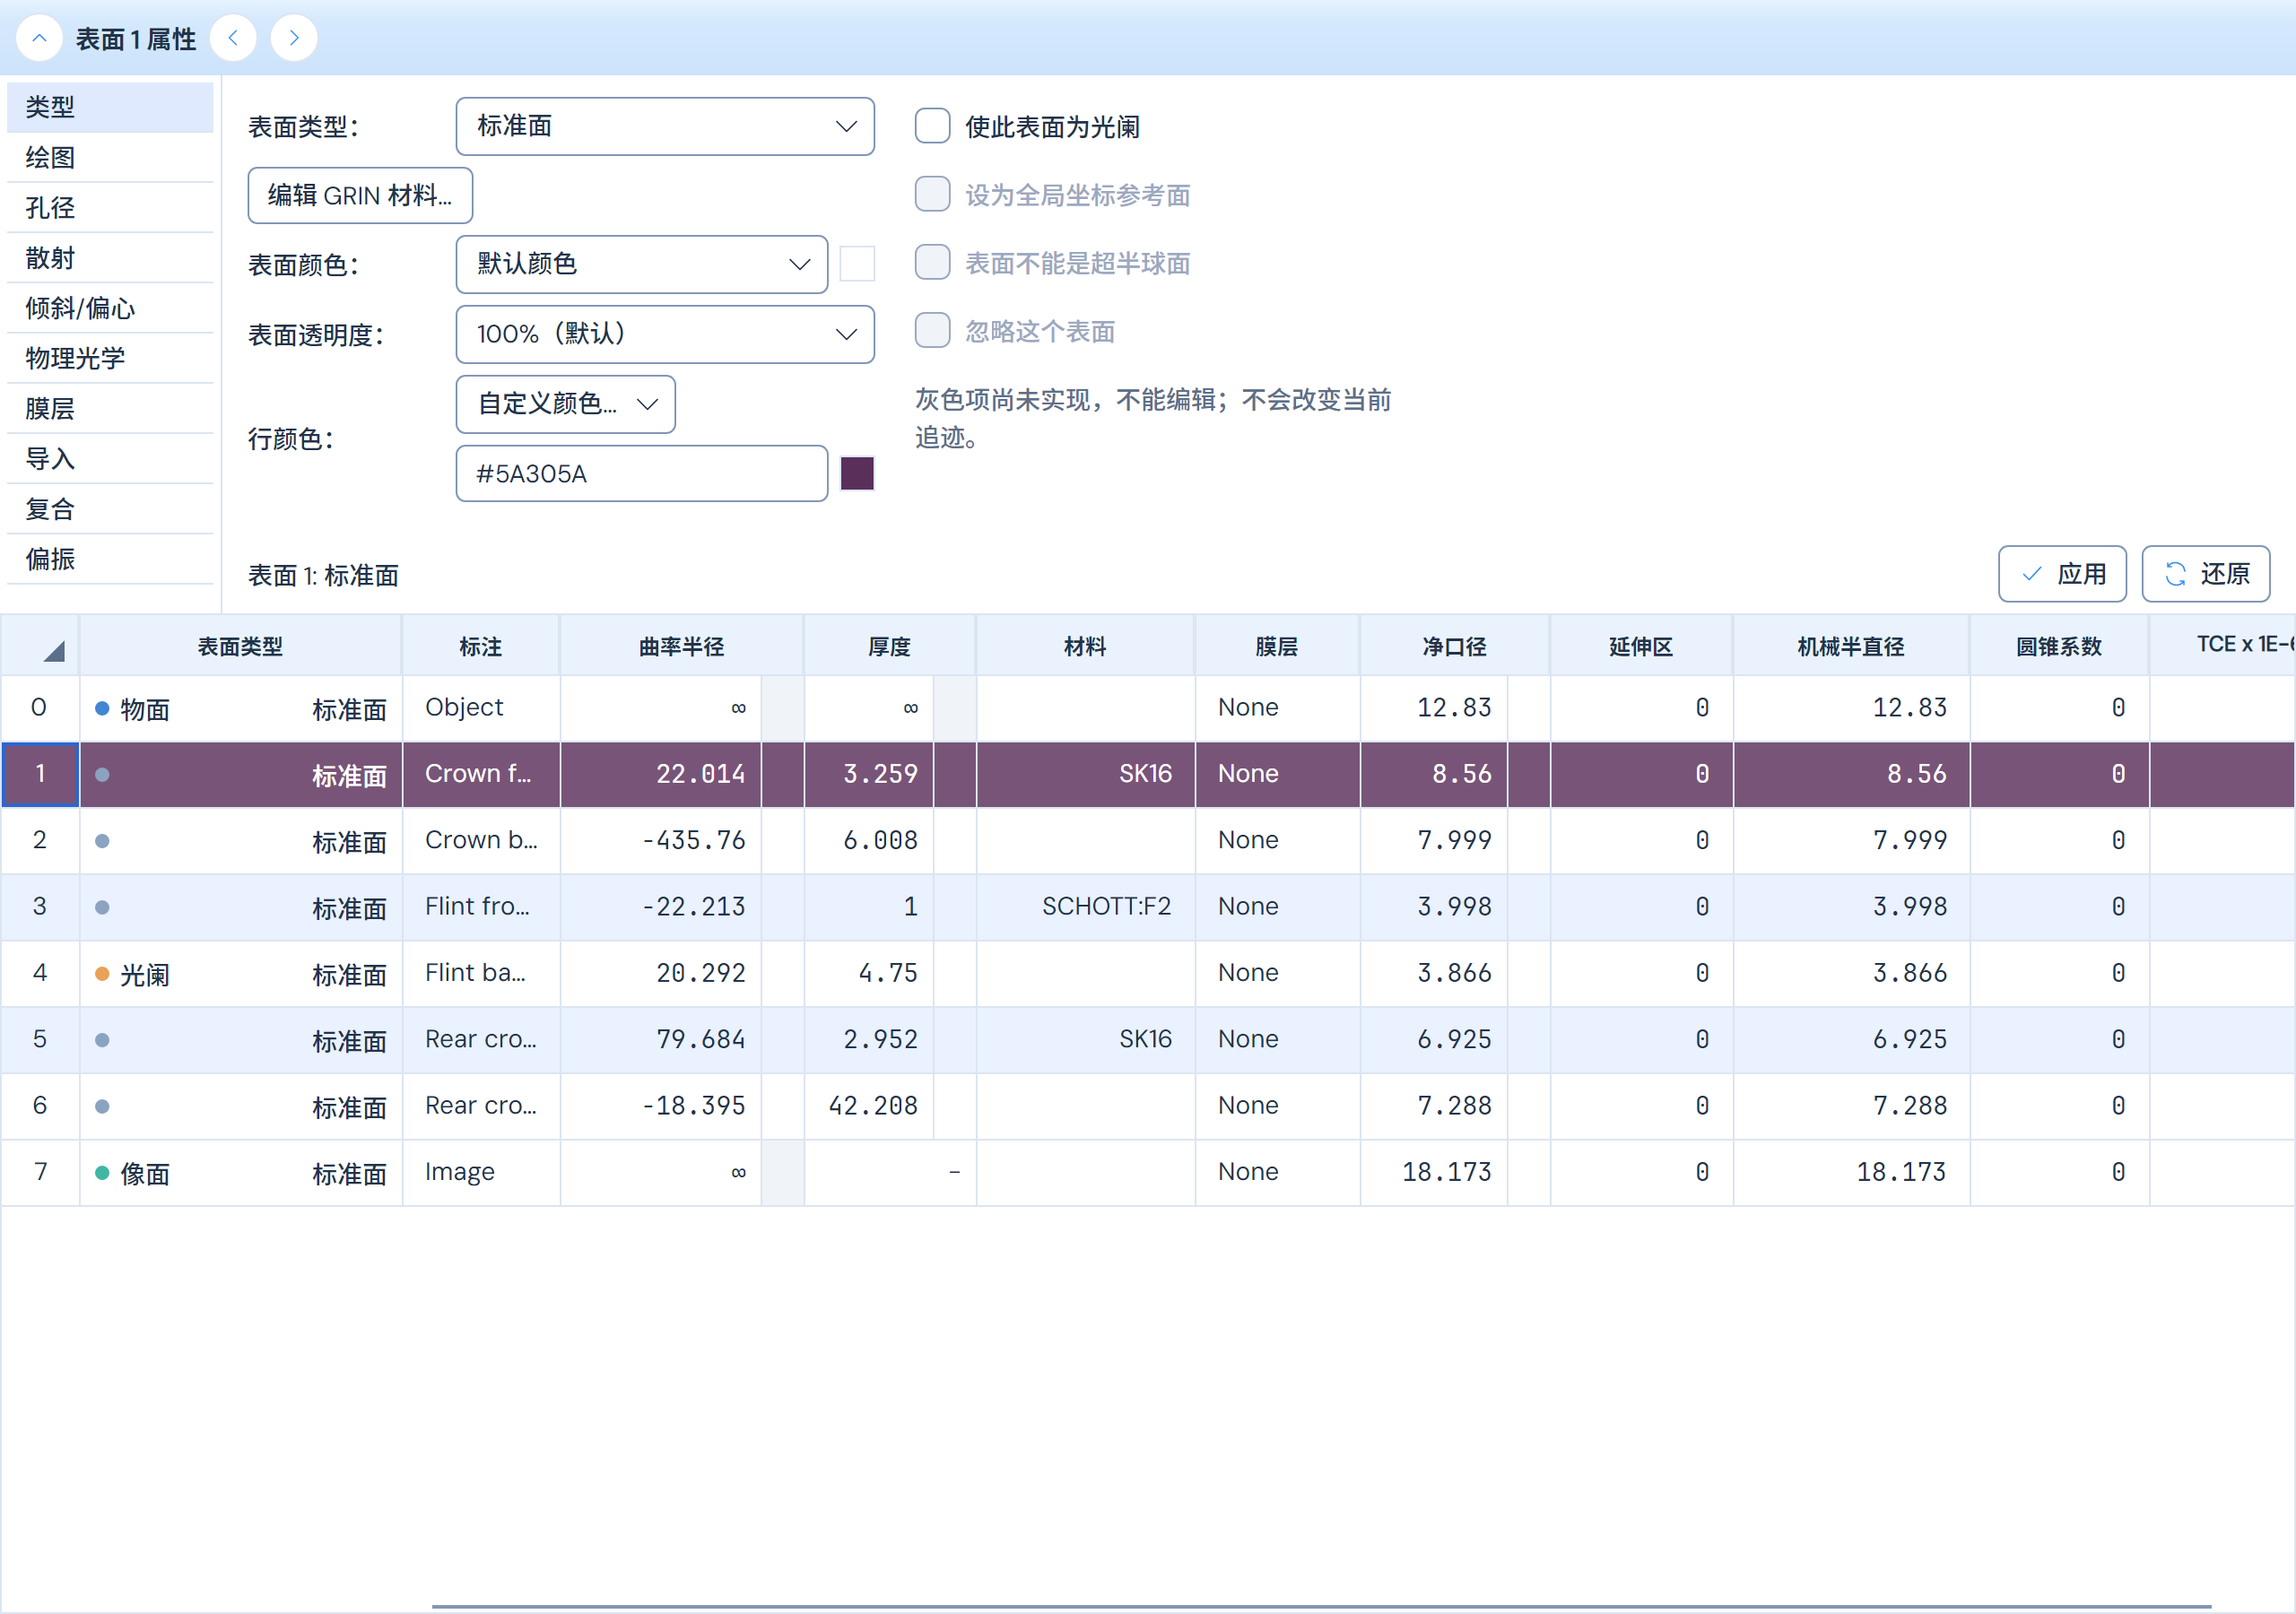 表面 1 属性
类型
绘图
孔径
散射
倾斜/偏心
物理光学
膜层
导入
复合
偏振
表面类型： 标准面
编辑 GRIN 材料...
表面颜色： 默认颜色
表面透明度： 100%（默认）
行颜色： 自定义颜色...
#5A305A
使此表面为光阑
设为全局坐标参考面
表面不能是超半球面
忽略这个表面
灰色项尚未实现，不能编辑；不会改变当前
追迹。
表面 1: 标准面 应用 还原
表面类型 标注 曲率半径 厚度 材料 膜层 净口径 延伸区 机械半直径 圆锥系数 TCE x 1E-6
0 物面 标准面 Object ∞ ∞ None 12.83 0 12.83 0
1 标准面 Crown f... 22.014 3.259 SK16 None 8.56 0 8.56 0
2 标准面 Crown b... -435.76 6.008 None 7.999 0 7.999 0
3 标准面 Flint fro... -22.213 1 SCHOTT:F2 None 3.998 0 3.998 0
4 光阑 标准面 Flint ba... 20.292 4.75 None 3.866 0 3.866 0
5 标准面 Rear cro... 79.684 2.952 SK16 None 6.925 0 6.925 0
6 标准面 Rear cro... -18.395 42.208 None 7.288 0 7.288 0
7 像面 标准面 Image ∞ - None 18.173 0 18.173 0